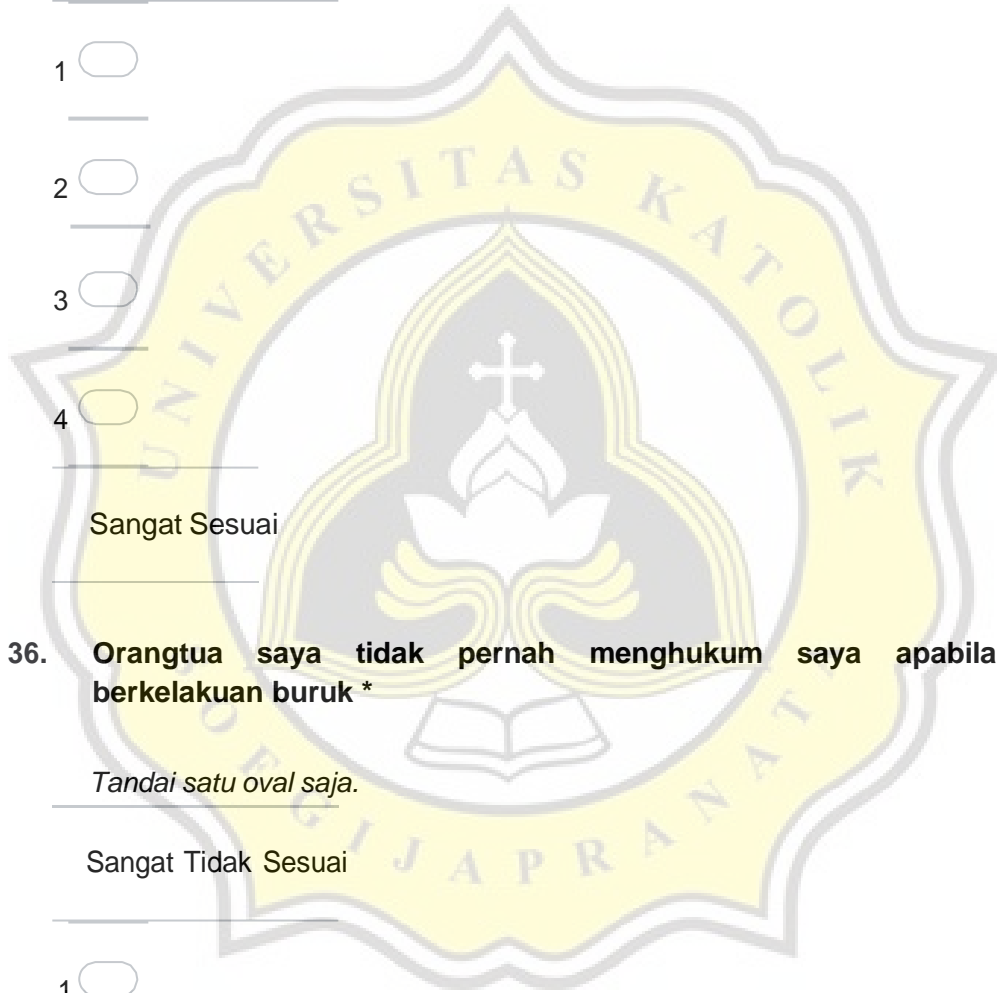 1
2
3
4
Sangat Sesuai
36. Orangtua saya tidak pernah menghukum saya apabila
berkelakuan buruk *
Tandai satu oval saja.
Sangat Tidak Sesuai
1
UNIVERSITAS KATOLIK
SOEGIJAPRANATA